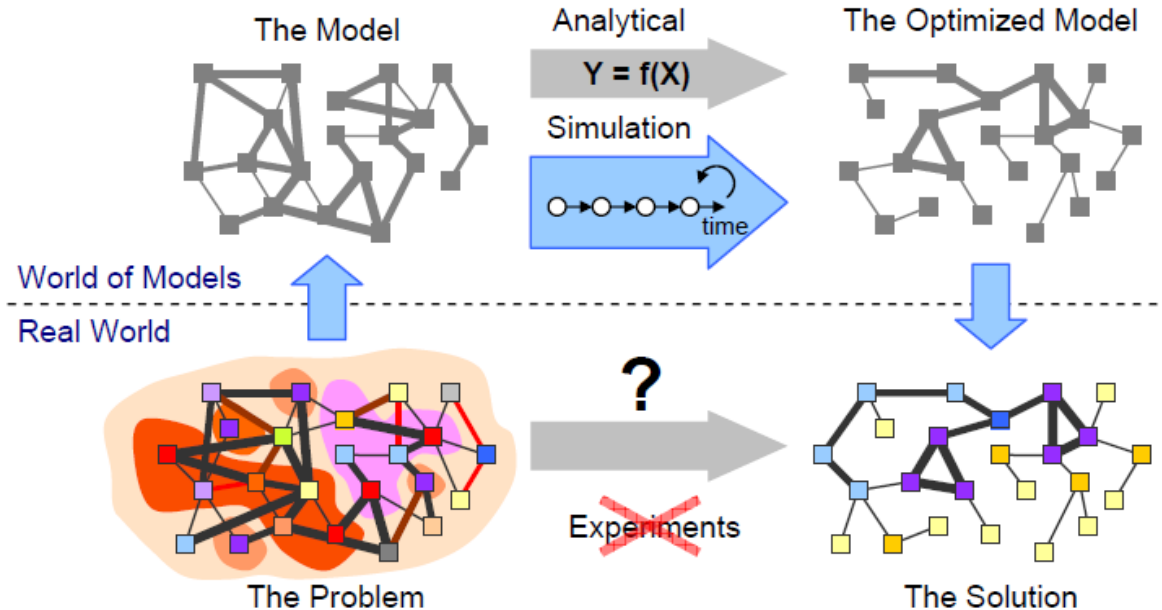 The Model
Analytical
The Optimized Model
Y = f(X)
Simulation
time
World of Models
Real World
?
Experiments
The Problem
The Solution